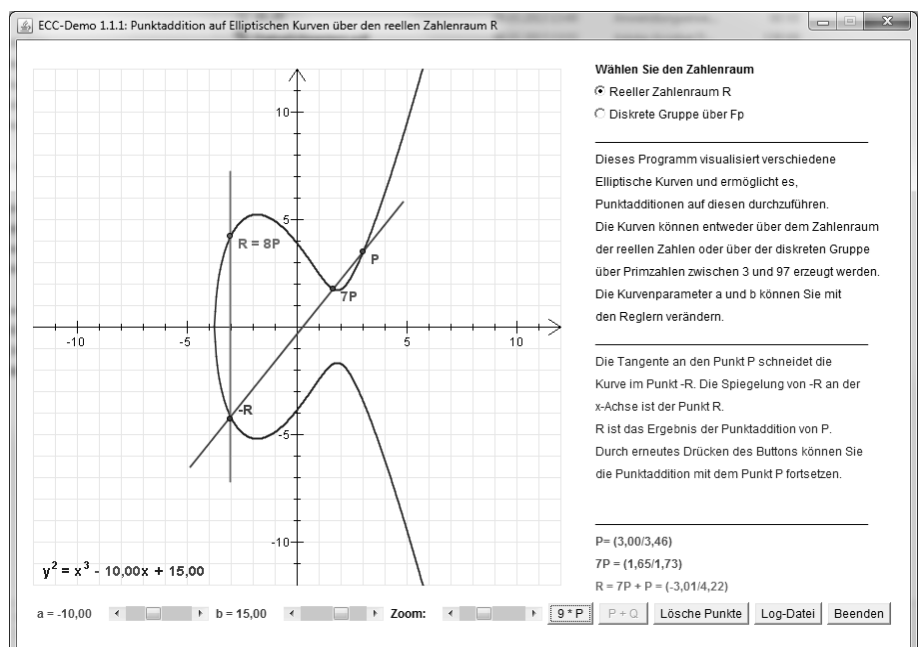 ECC-Demo 1.1.1: Punktaddition auf Elliptischen Kurven über den reellen Zahlenraum R
Wählen Sie den Zahlenraum
Reeller Zahlenraum R
Diskrete Gruppe über Fp
Dieses Programm visualisiert verschiedene
Elliptische Kurven und ermöglicht es,
Punktadditionen auf diesen durchzuführen.
Die Kurven können entweder über dem Zahlenraum
der reellen Zahlen oder über der diskreten Gruppe
über Primzahlen zwischen 3 und 97 erzeugt werden.
Die Kurvenparameter a und b können Sie mit
den Reglern verändern.
Die Tangente an den Punkt P schneidet die
Kurve im Punkt -R. Die Spiegelung von -R an der
x-Achse ist der Punkt R.
R ist das Ergebnis der Punktaddition von P.
Durch erneutes Drücken des Buttons können Sie
die Punktaddition mit dem Punkt P fortsetzen.
P= (3,00/3,46)
7P = (1,65/1,73)
R = 7P + P = (-3,01/4,22)
10
5
R = 8P
P
7P
-10
-5
5
10
-R
-5
-10
y² = x³ - 10,00x + 15,00
a = -10,00
b = 15,00
Zoom:
9 * P
P + Q
Lösche Punkte
Log-Datei
Beenden